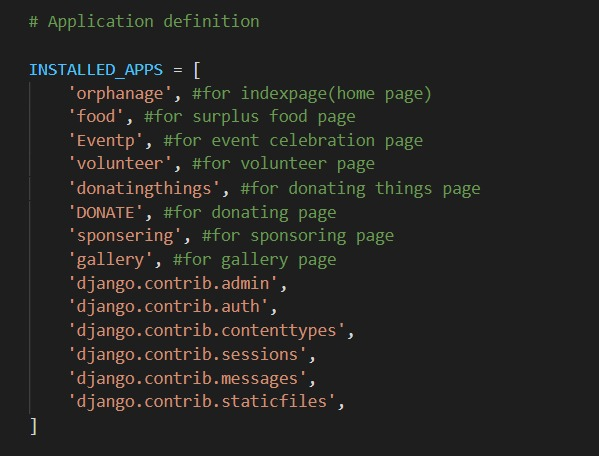 # Application definition
INSTALLED_APPS = [
'orphanage', #for indexpage(home page)
'food', #for surplus food page
'Eventp', #for event celebration page
'volunteer', #for volunteer page
'donatingthings', #for donating things page
'DONATE', #for donating page
'sponsering', #for sponsoring page
'gallery', #for gallery page
'django.contrib.admin',
'django.contrib.auth',
'django.contrib.contenttypes',
'django.contrib.sessions',
'django.contrib.messages',
'django.contrib.staticfiles',
]